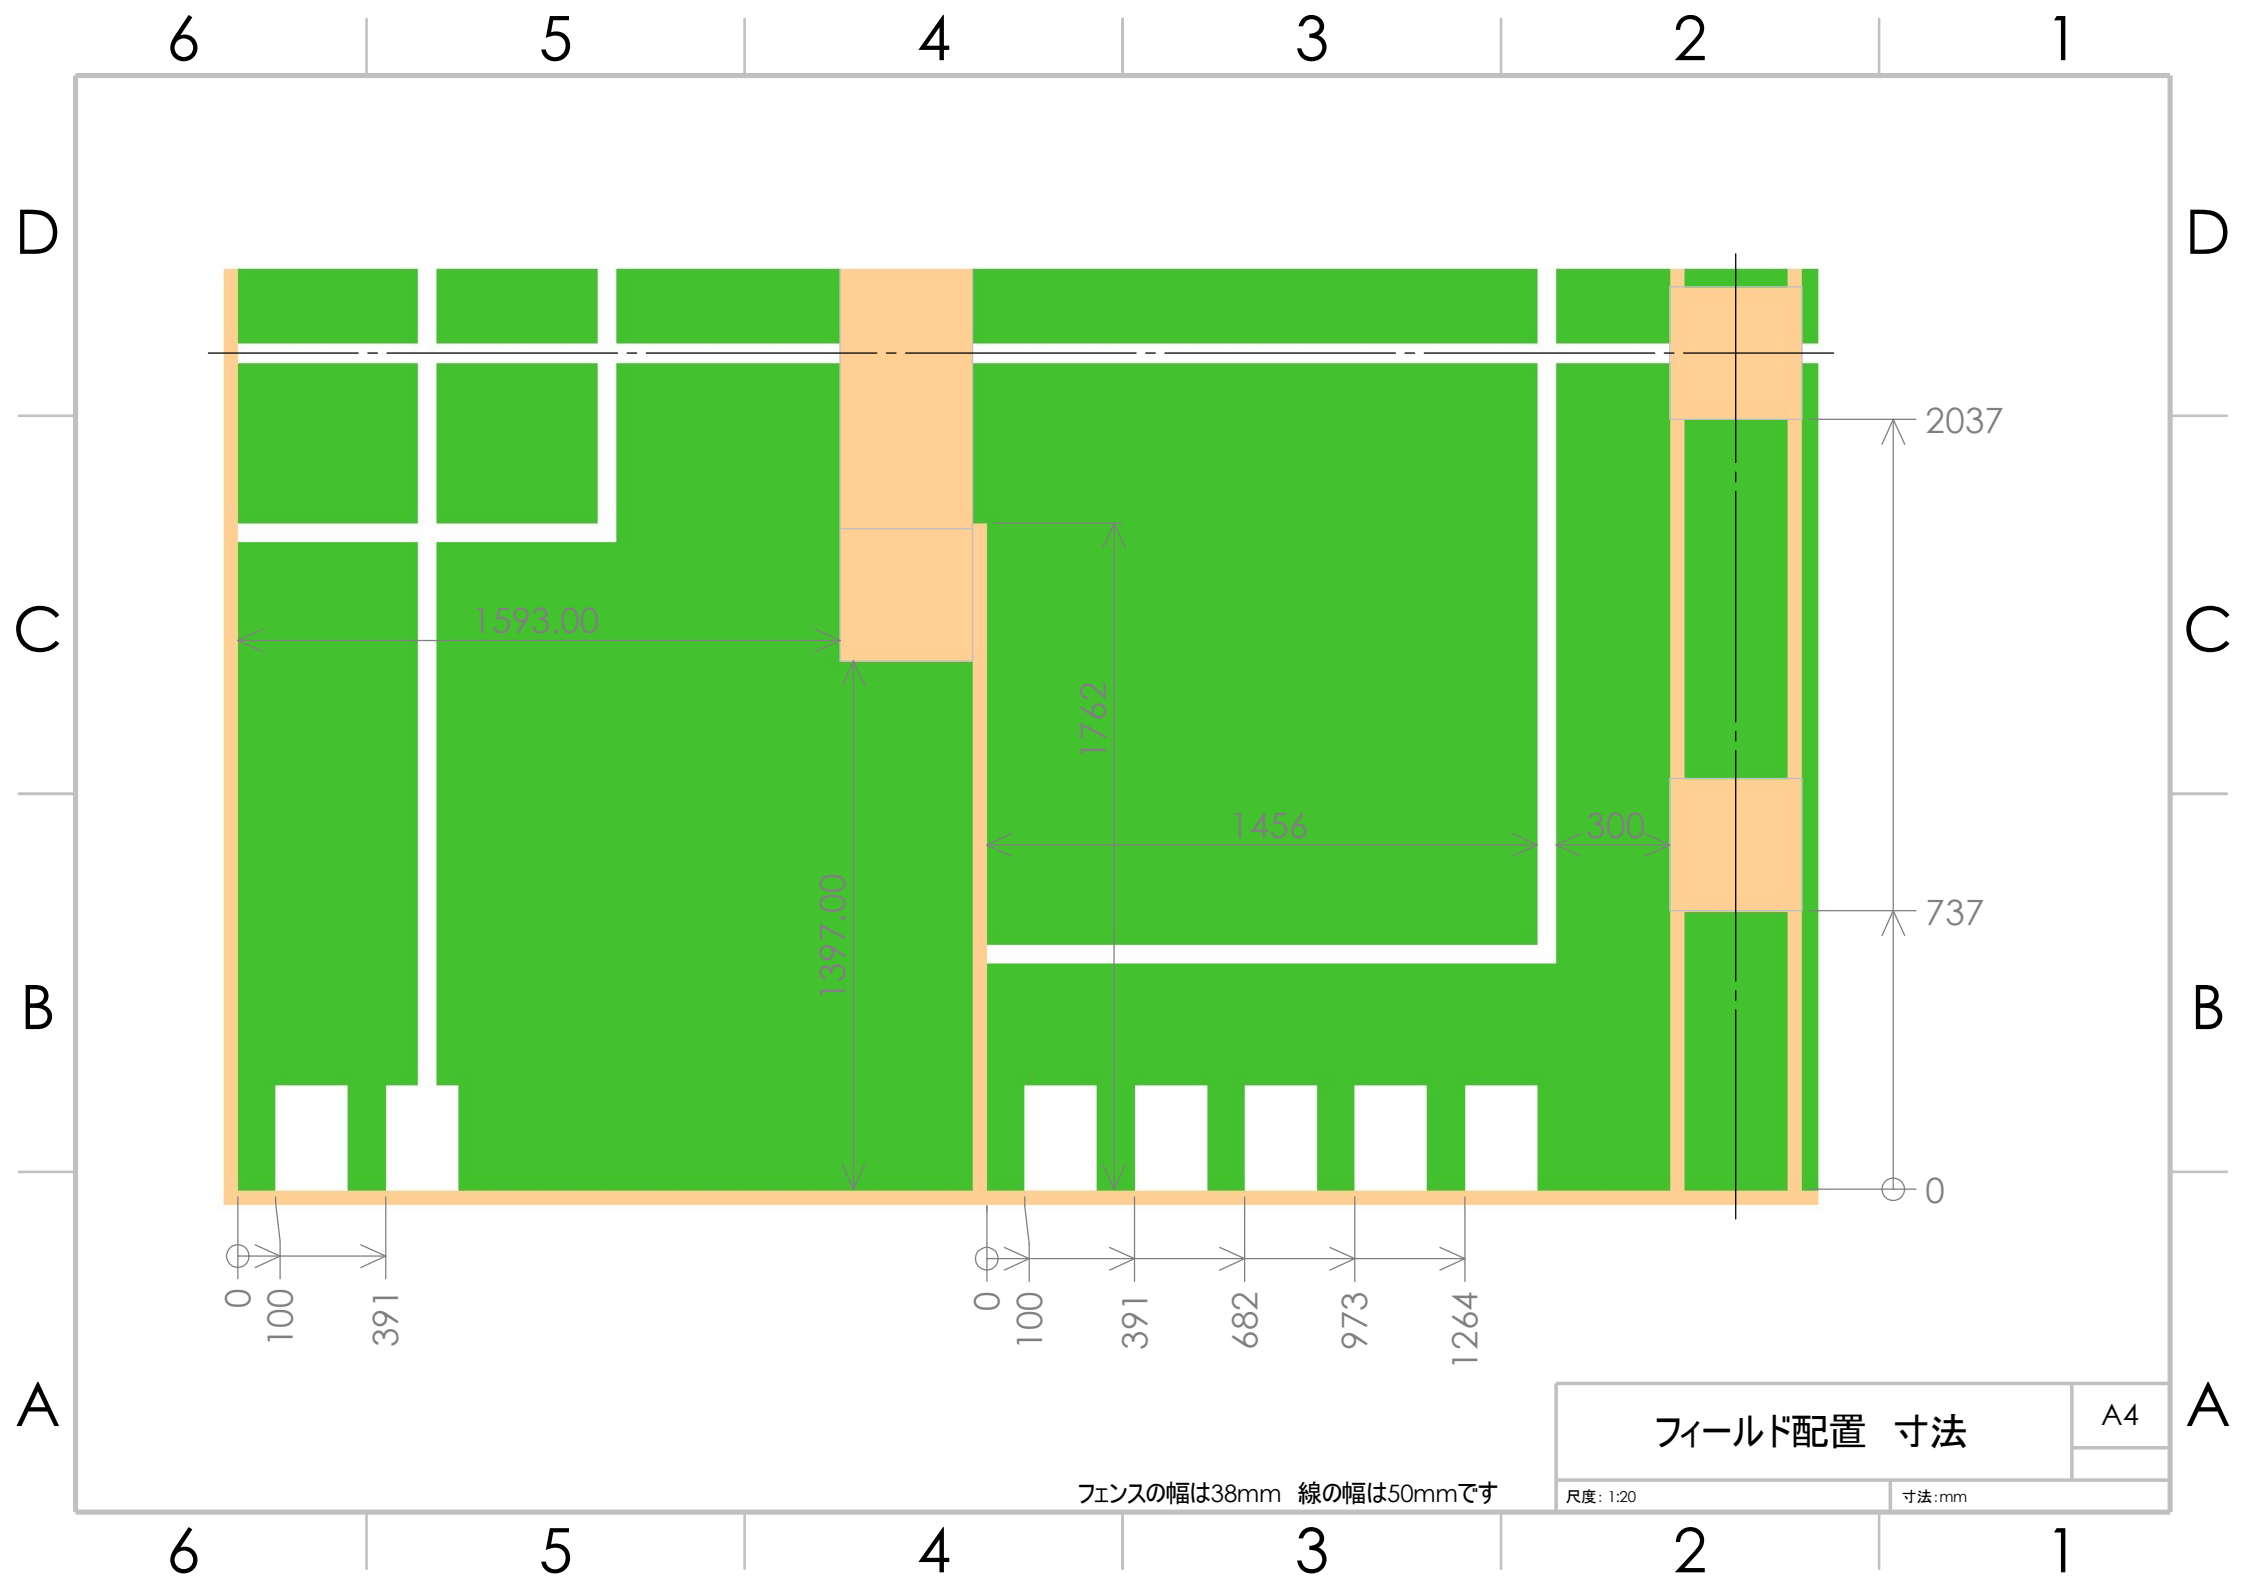 6 5 4 3 2 1
D D
2037
C C
1593.00
1762
1456 300
1397.00
737
B B
0
0 100 391 0 100 391 682 973 1264
フィールド配置 寸法 A4
A A
フェンスの幅は38mm 線の幅は50mmです
尺度: 1:20 寸法:mm
6 5 4 3 2 1